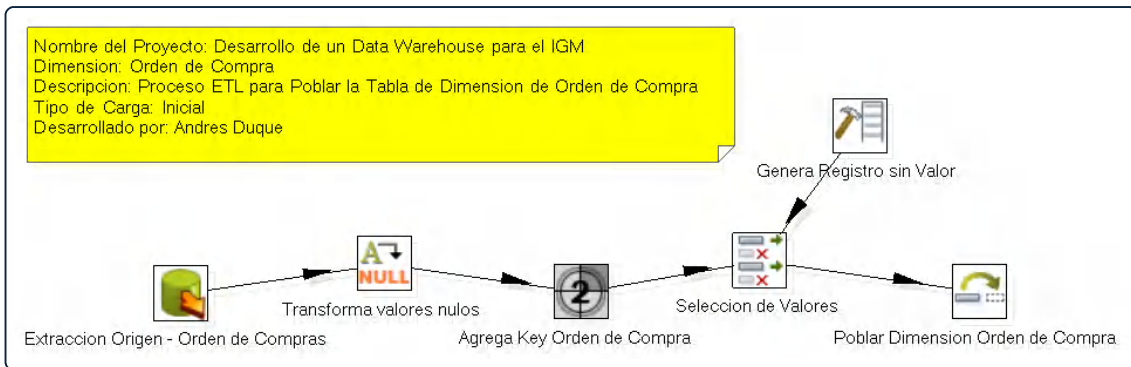 Nombre del Proyecto: Desarrollo de un Data Warehouse para el IGM
Dimension: Orden de Compra
Descripcion: Proceso ETL para Poblar la Tabla de Dimension de Orden de Compra
Tipo de Carga: Inicial
Desarrollado por: Andres Duque
Genera Registro sin Valor
A
NULL
2
Transforma valores nulos
Seleccion de Valores
Extraccion Origen - Orden de Compras
Agrega Key Orden de Compra
Poblar Dimension Orden de Compra